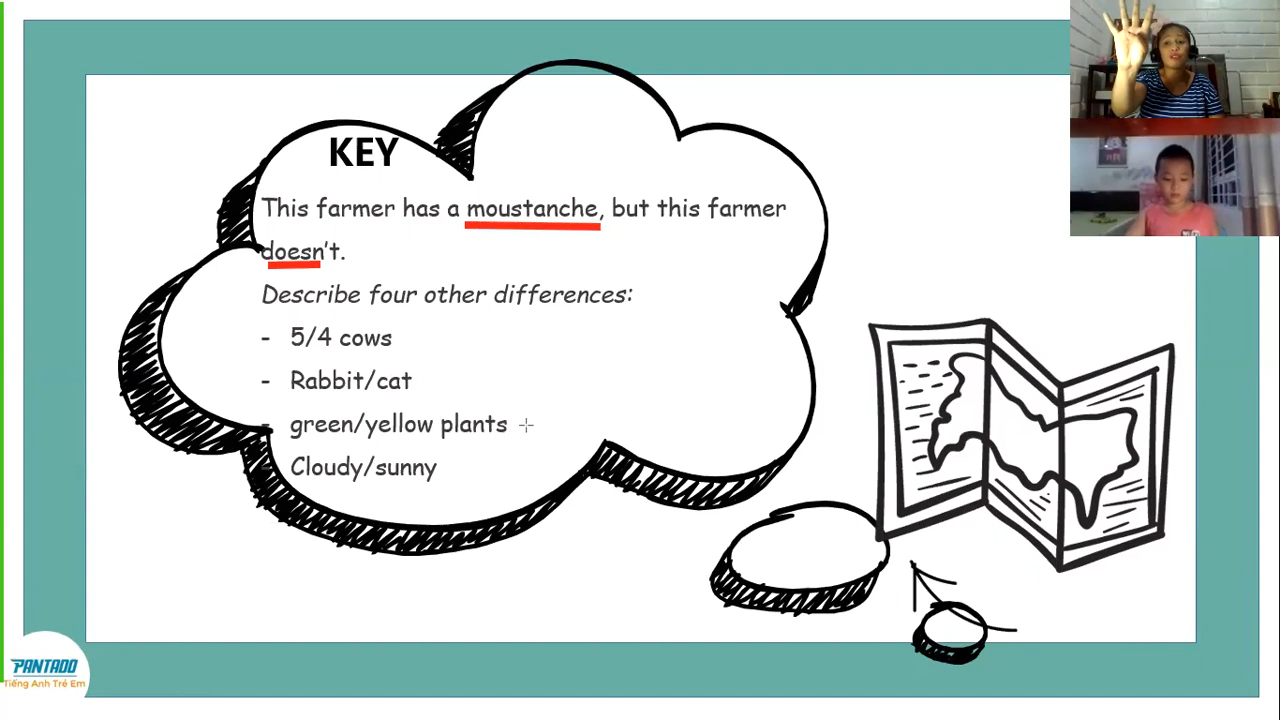 KEY
This farmer has a moustanche, but this farmer
doesn't.
Describe four other differences:
- 5/4 cows
- Rabbit/cat
- green/yellow plants
- Cloudy/sunny
PANTADO
Tiếng Anh Trẻ Em